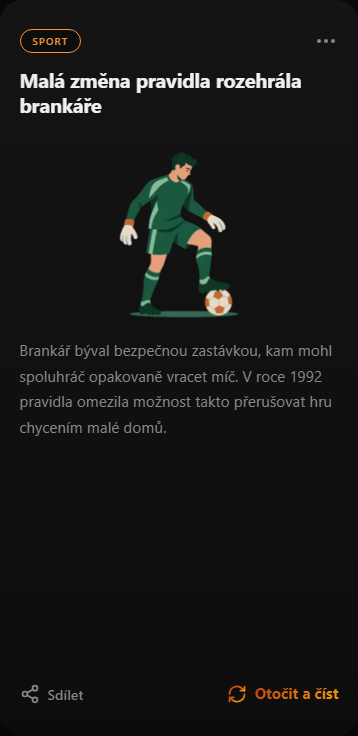 SPORT
Malá změna pravidla rozehrála
brankáře
Brankář býval bezpečnou zastávkou, kam mohl
spoluhráč opakovaně vracet míč. V roce 1992
pravidla omezila možnost takto přerušovat hru
chycením malé domů.
Sdílet
Otočit a číst